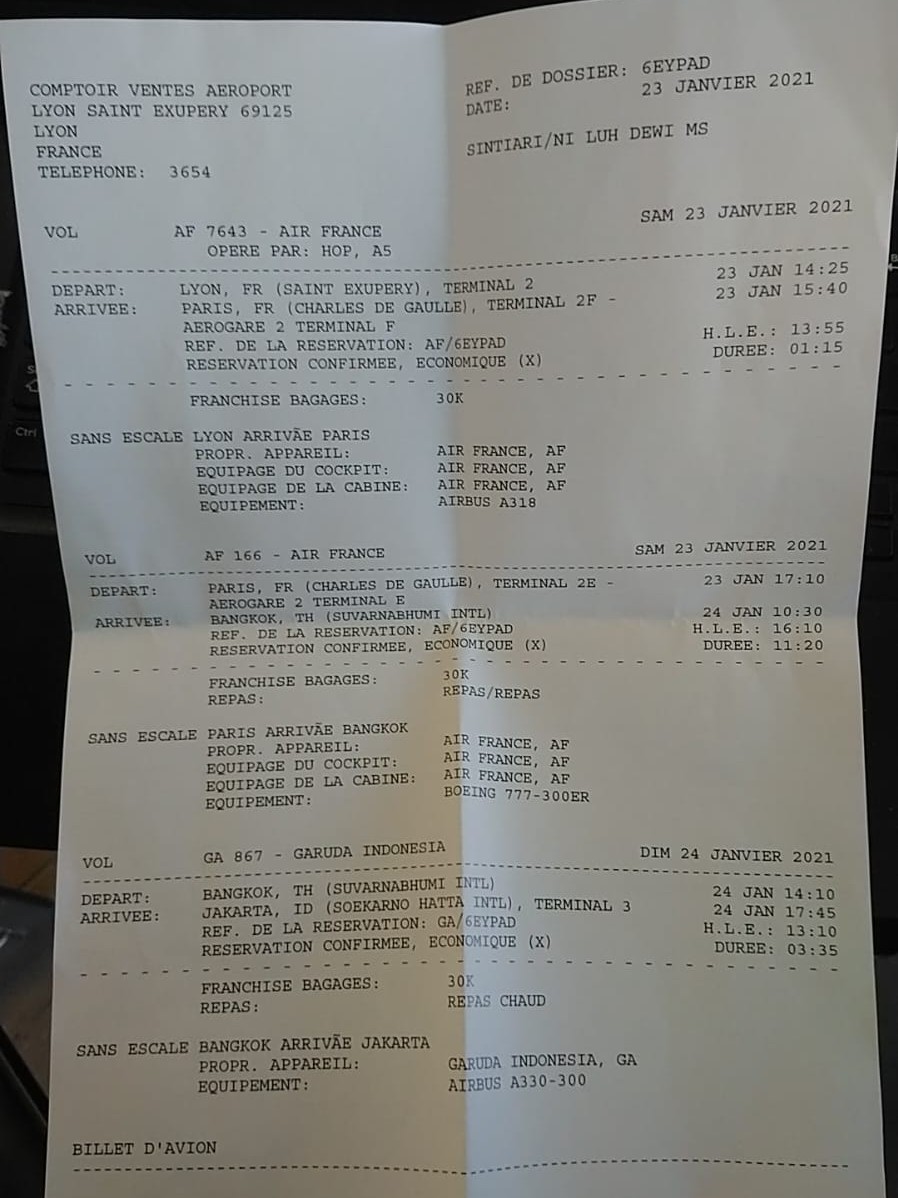 COMPTOIR VENTES AEROPORT
LYON SAINT EXUPERY 69125
LYON
FRANCE
TELEPHONE: 3654
REF. DE DOSSIER: 6EYPAD
DATE: 23 JANVIER 2021
SINTIARI/NI LUH DEWI MS
VOL AF 7643 - AIR FRANCE SAM 23 JANVIER 2021
OPERE PAR: HOP, A5
DEPART: LYON, FR (SAINT EXUPERY), TERMINAL 2 23 JAN 14:25
ARRIVEE: PARIS, FR (CHARLES DE GAULLE), TERMINAL 2F - 23 JAN 15:40
AEROGARE 2 TERMINAL F
REF. DE LA RESERVATION: AF/6EYPAD H.L.E.: 13:55
RESERVATION CONFIRMEE, ECONOMIQUE (X) DUREE: 01:15
FRANCHISE BAGAGES: 30K
SANS ESCALE LYON ARRIVÃE PARIS
PROPR. APPAREIL: AIR FRANCE, AF
EQUIPAGE DU COCKPIT: AIR FRANCE, AF
EQUIPAGE DE LA CABINE: AIR FRANCE, AF
EQUIPEMENT: AIRBUS A318
VOL AF 166 - AIR FRANCE SAM 23 JANVIER 2021
DEPART: PARIS, FR (CHARLES DE GAULLE), TERMINAL 2E - 23 JAN 17:10
AEROGARE 2 TERMINAL E
ARRIVEE: BANGKOK, TH (SUVARNABHUMI INTL) 24 JAN 10:30
REF. DE LA RESERVATION: AF/6EYPAD H.L.E.: 16:10
RESERVATION CONFIRMEE, ECONOMIQUE (X) DUREE: 11:20
FRANCHISE BAGAGES: 30K
REPAS: REPAS/REPAS
SANS ESCALE PARIS ARRIVÃE BANGKOK
PROPR. APPAREIL: AIR FRANCE, AF
EQUIPAGE DU COCKPIT: AIR FRANCE, AF
EQUIPAGE DE LA CABINE: AIR FRANCE, AF
EQUIPEMENT: BOEING 777-300ER
VOL GA 867 - GARUDA INDONESIA DIM 24 JANVIER 2021
DEPART: BANGKOK, TH (SUVARNABHUMI INTL) 24 JAN 14:10
ARRIVEE: JAKARTA, ID (SOEKARNO HATTA INTL), TERMINAL 3 24 JAN 17:45
REF. DE LA RESERVATION: GA/6EYPAD H.L.E.: 13:10
RESERVATION CONFIRMEE, ECONOMIQUE (X) DUREE: 03:35
FRANCHISE BAGAGES: 30K
REPAS: REPAS CHAUD
SANS ESCALE BANGKOK ARRIVÃE JAKARTA
PROPR. APPAREIL: GARUDA INDONESIA, GA
EQUIPEMENT: AIRBUS A330-300
BILLET D'AVION
Ctrl